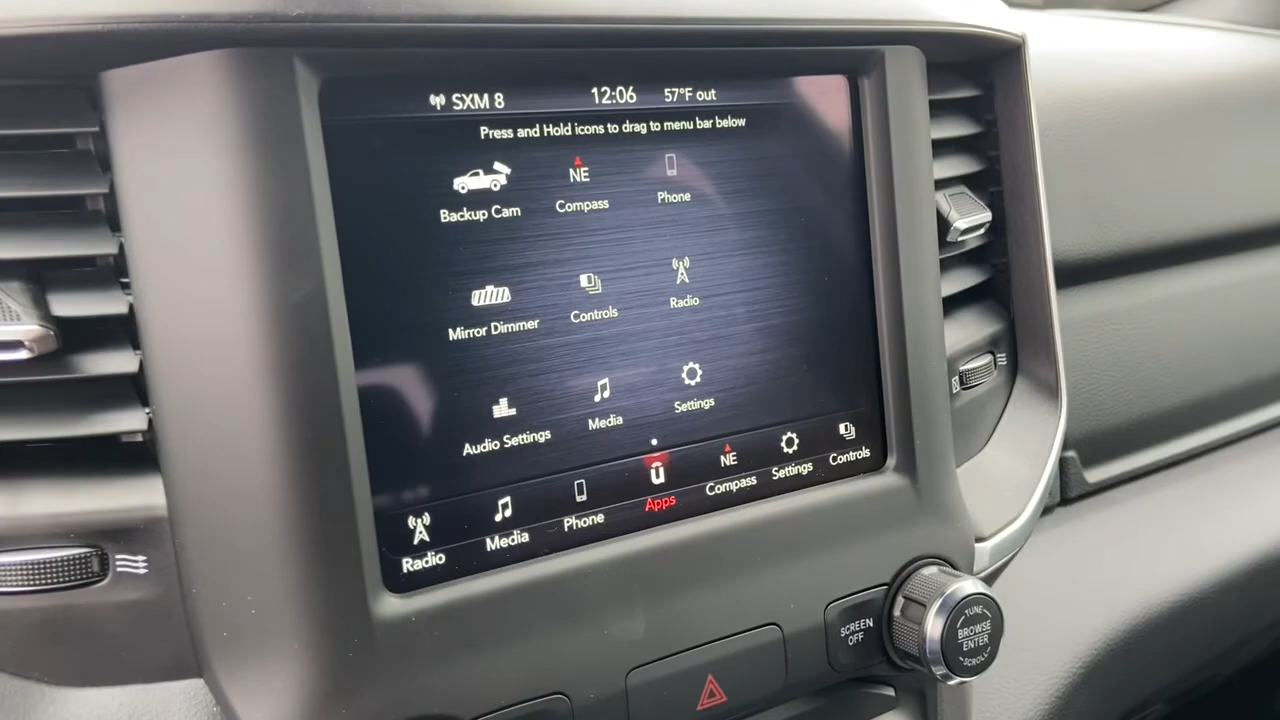 SXM 8 12:06 57°F out
Press and Hold icons to drag to menu bar below
NE
Backup Cam Compass Phone
Mirror Dimmer Controls Radio
Audio Settings Media Settings
NE
Radio Media Phone Apps Compass Settings Controls
SCREEN
OFF
TUNE
BROWSE
ENTER
SCROLL